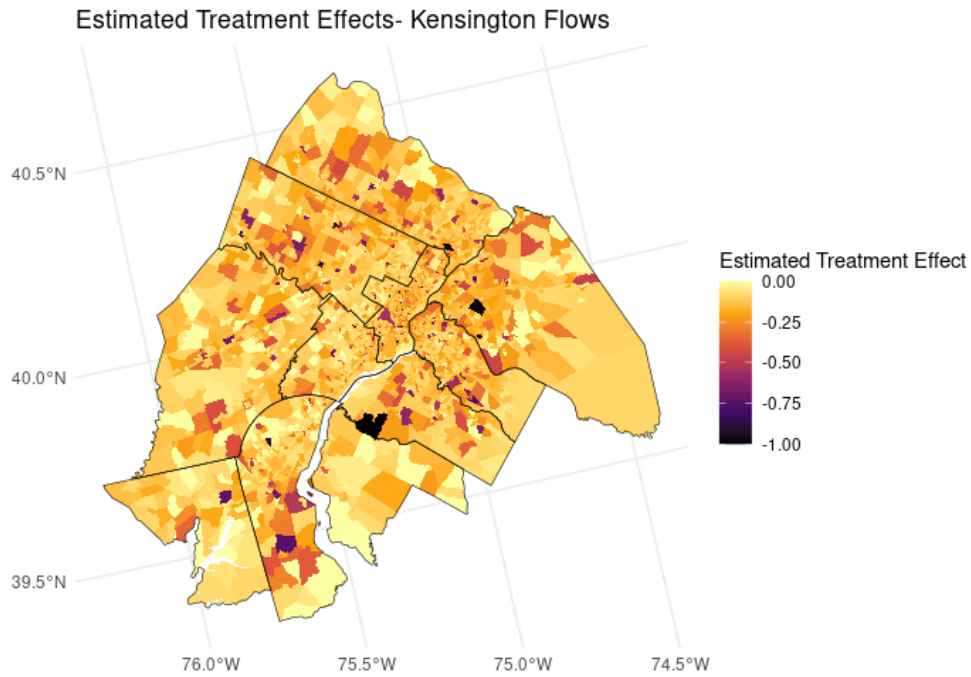 Estimated Treatment Effects- Kensington Flows
40.5°N
40.0°N
39.5°N
76.0°W
75.5°W
75.0°W
74.5°W
Estimated Treatment Effect
0.00
-0.25
-0.50
-0.75
-1.00